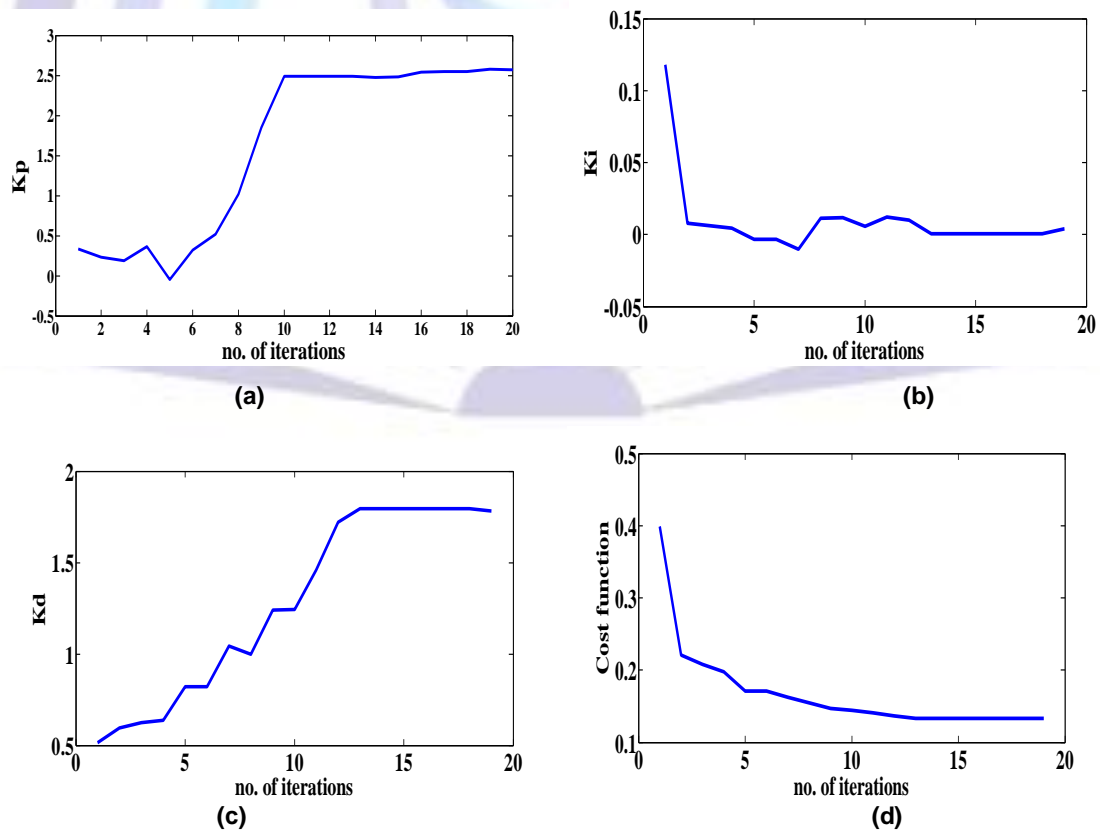 3
2.5
2
1.5
1
0.5
0
-0.5
Kp
0 2 4 6 8 10 12 14 16 18 20
no. of iterations
(a)
0.15
0.1
0.05
0
-0.05
Ki
0 5 10 15 20
no. of iterations
(b)
2
1.5
1
0.5
Kd
0 5 10 15 20
no. of iterations
(c)
0.5
0.4
0.3
0.2
0.1
Cost function
0 5 10 15 20
no. of iterations
(d)